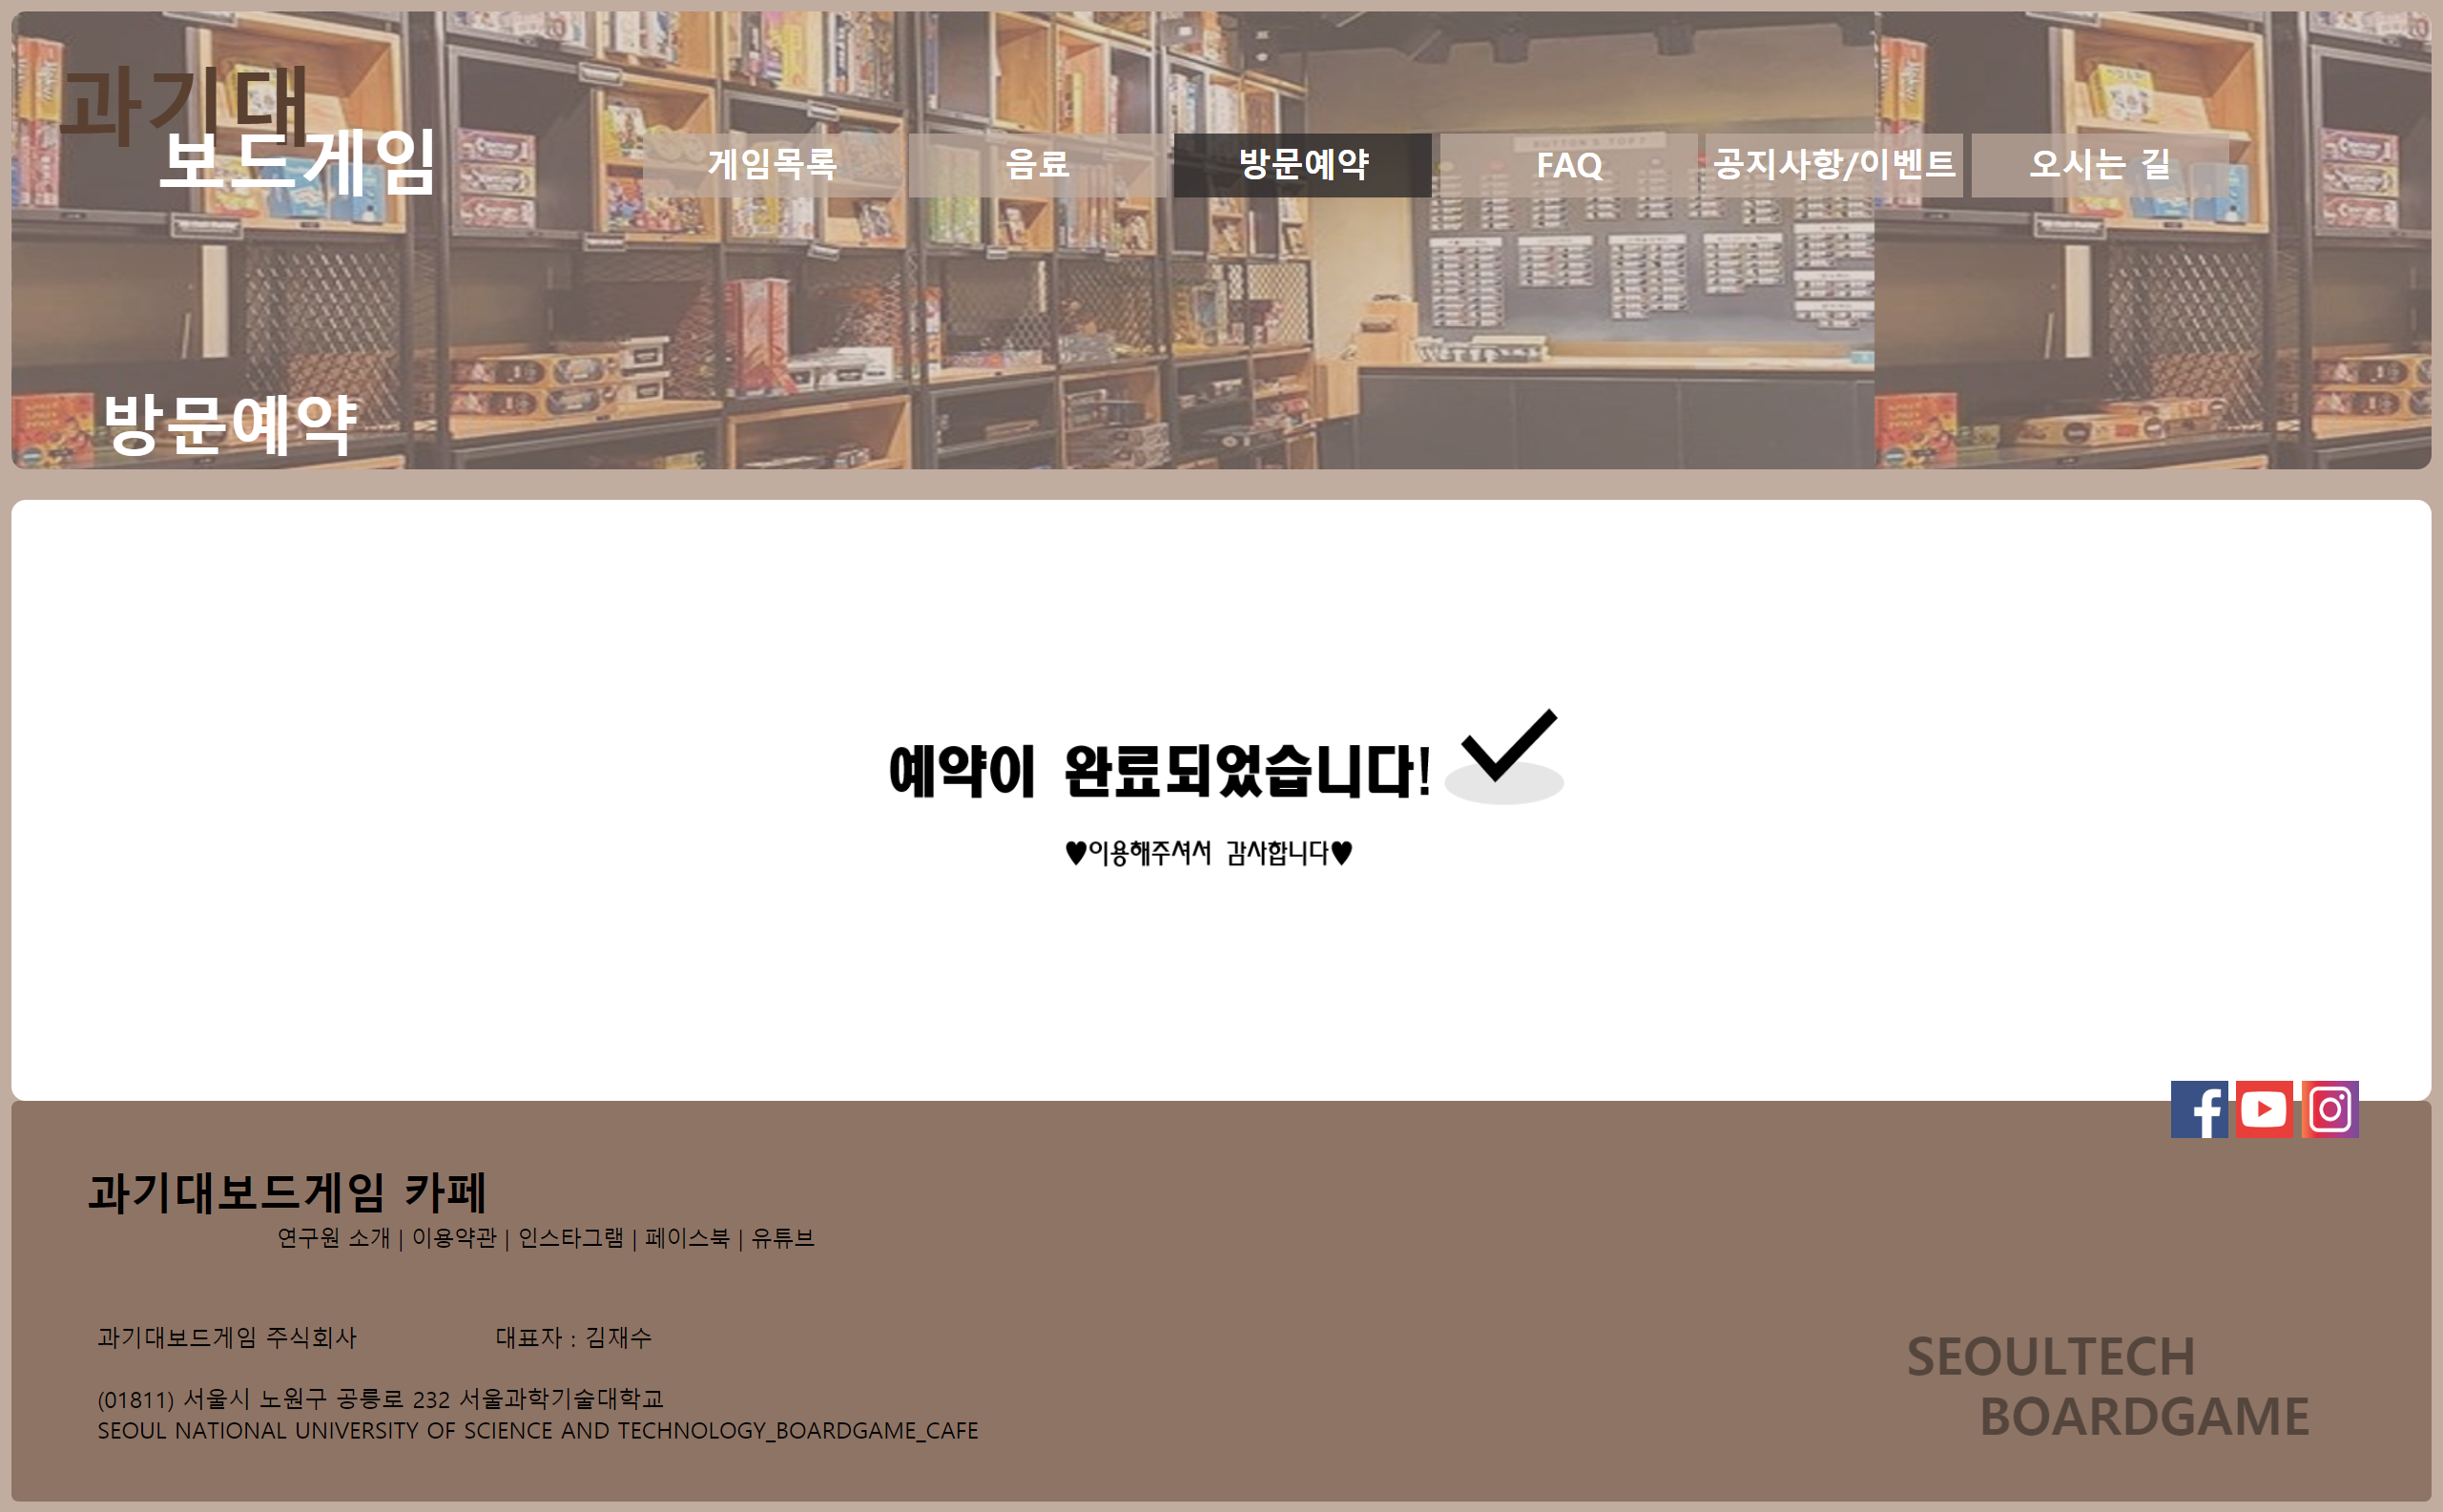 과기대
보드게임
게임목록
음료
방문예약
FAQ
공지사항/이벤트
오시는 길
방문예약
예약이 완료되었습니다!
♥이용해주셔서 감사합니다♥
과기대보드게임 카페
연구원 소개 | 이용약관 | 인스타그램 | 페이스북 | 유튜브
과기대보드게임 주식회사 대표자 : 김재수
(01811) 서울시 노원구 공릉로 232 서울과학기술대학교
SEOUL NATIONAL UNIVERSITY OF SCIENCE AND TECHNOLOGY_BOARDGAME_CAFE
SEOULTECH
BOARDGAME